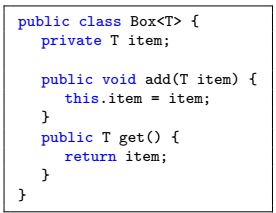 public class Box<T> {
   private T item;

   public void add(T item) {
      this.item = item;
   }
   public T get() {
      return item;
   }
}